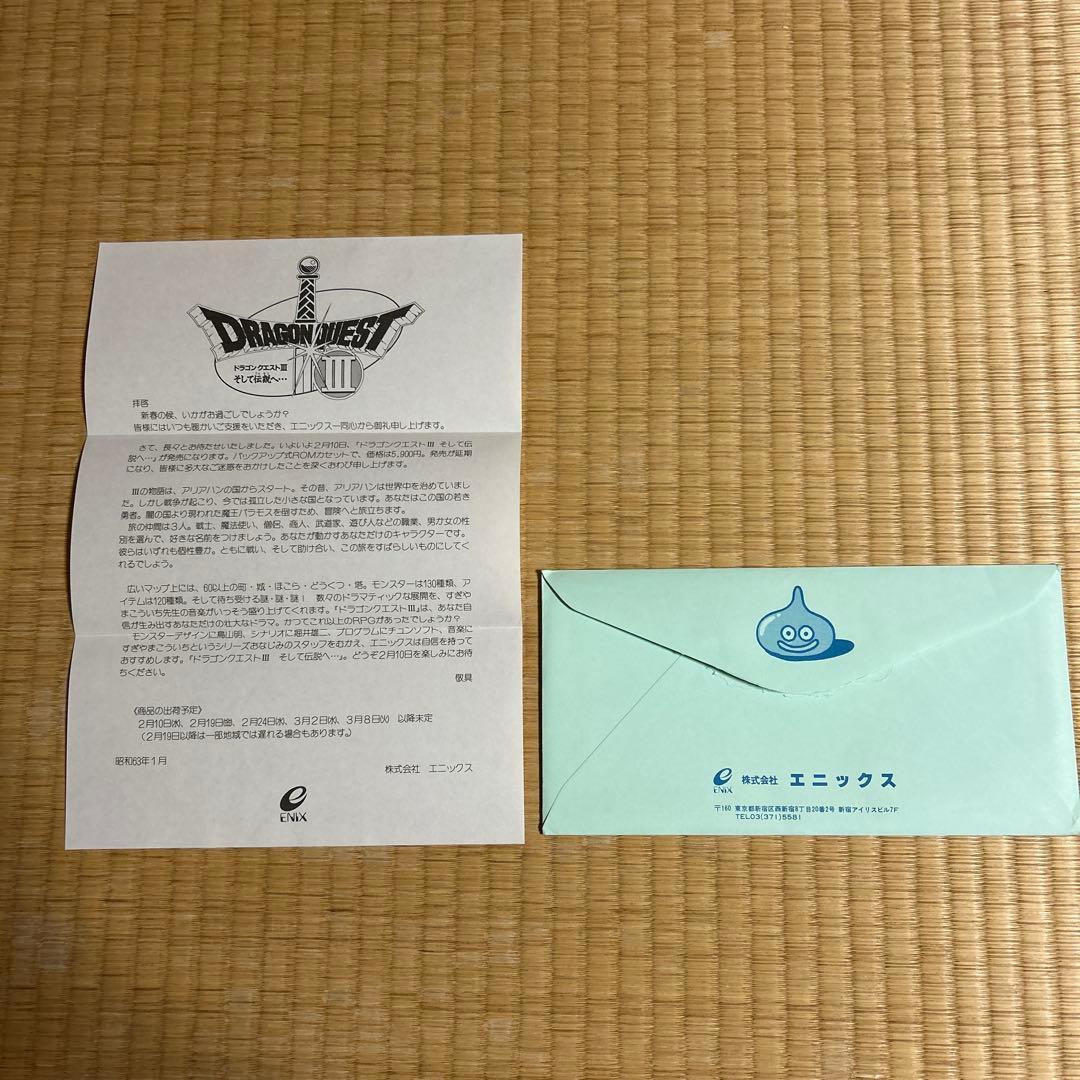 DRAGON QUEST
III
ドラゴンクエストⅢ
そして伝説へ…
拝啓
新春の候、いかがお過ごしでしょうか？
皆様にはいつも暖かいご支援をいただき、エニックス一同心から御礼申し上げます。
さて、長々とお待たせいたしました。いよいよ2月10日、「ドラゴンクエストⅢ そして伝
説へ…」が発売になります。バックアップ式ROMカセットで、価格は5,900円。発売が延期
になり、皆様に多大なご迷惑をおかけしたことを深くおわび申し上げます。
Ⅲの物語は、アリアハンの国からスタート。その昔、アリアハンは世界中を治めていまし
た。しかし戦争が起こり、今では孤立した小さな国となっています。あなたはこの国の若き
勇者。闇の国より現われた魔王バラモスを倒すため、冒険へと旅立ちます。
旅の仲間は3人。戦士、魔法使い、僧侶、商人、武道家、遊び人などの職業、男か女の性
別を選んで、好きな名前をつけましょう。あなたが動かすあなただけのキャラクターです。
彼らはいずれも個性豊か。ともに戦い、そして助け合い、この旅をすばらしいものにしてく
れるでしょう。
広いマップ上には、60以上の町・城・ほこら・どうくつ・塔。モンスターは130種類、ア
イテムは120種類。そして待ち受ける謎・謎・謎！ 数々のドラマティックな展開を、すぎや
まこういち先生の音楽がいっそう盛り上げてくれます。「ドラゴンクエストⅢ」は、あなた自
信が生み出すあなただけの壮大なドラマ。かつてこれ以上のRPGがあったでしょうか？
モンスターデザインに鳥山明、シナリオに堀井雄二、プログラムにチュンソフト、音楽に
すぎやまこういちというシリーズおなじみのスタッフをむかえ、エニックスは自信を持って
おすすめします。「ドラゴンクエストⅢ そして伝説へ…」。どうぞ2月10日を楽しみにお待
ちください。
敬具
《商品の出荷予定》
2月10日㈬、2月19日㈮、2月24日㈬、3月2日㈬、3月8日㈫ 以降未定
（2月19日以降は一部地域では遅れる場合もあります。）
昭和63年1月
株式会社 エニックス
ENIX
ENIX 株式会社 エニックス
〒160 東京都新宿区西新宿8丁目20番2号 新宿アイリスビル7F
TEL03(371)5581